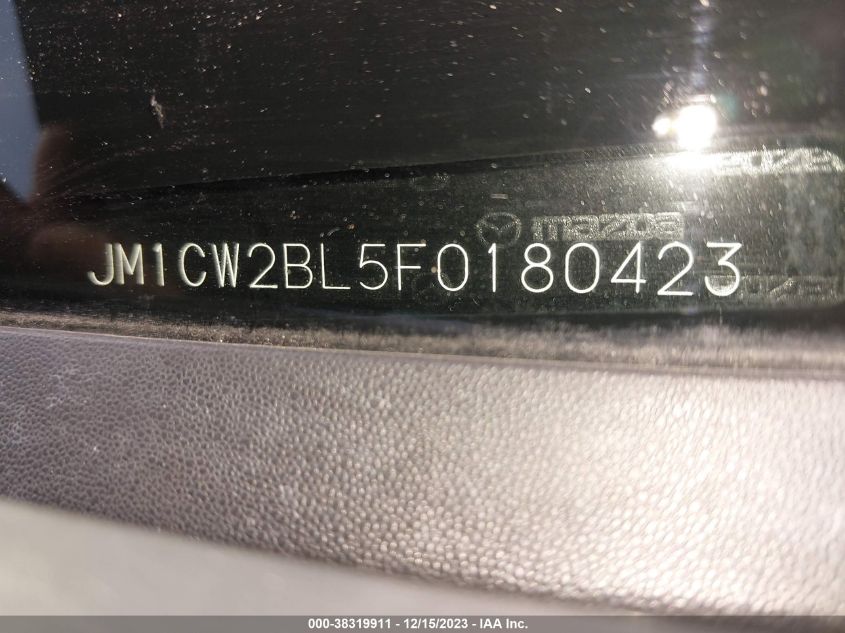 mazda
JM1CW2BL5F0180423
000-38319911 - 12/15/2023 - IAA Inc.